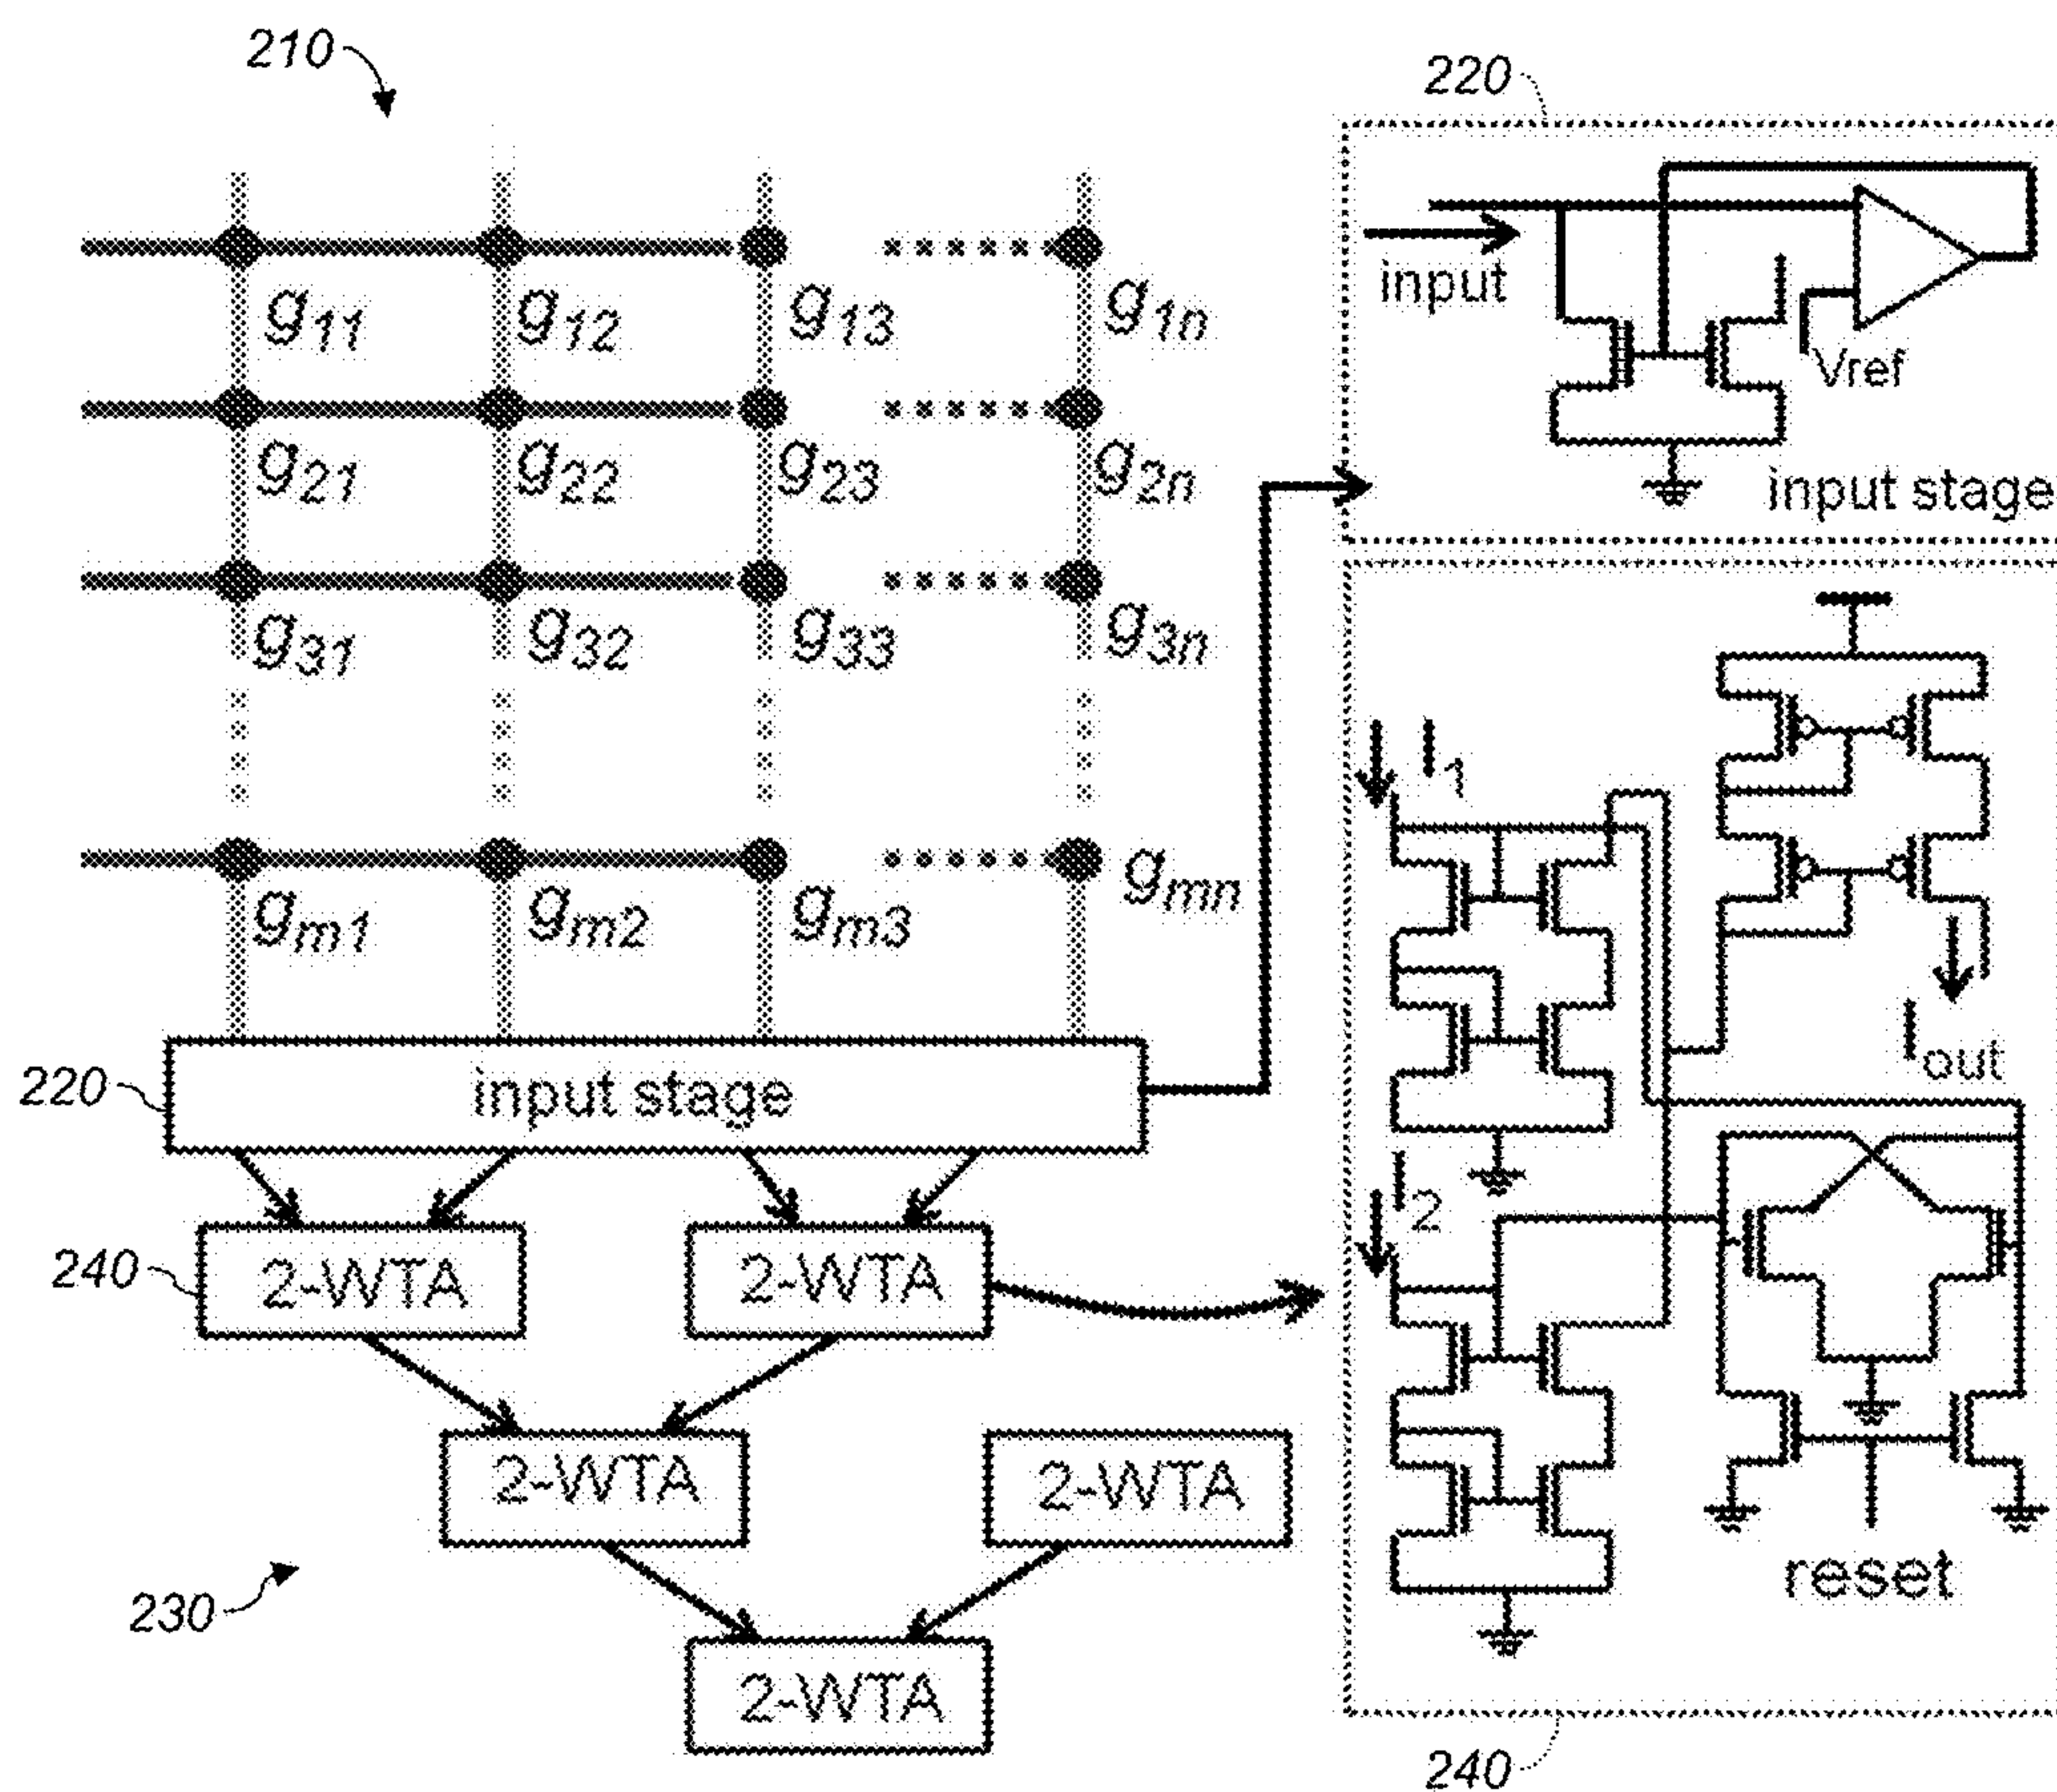 210
220
input
Vref
input stage
g11 g12 g13 g1n
g21 g22 g23 g2n
g31 g32 g33 g3n
gm1 gm2 gm3 gmn
220
input stage
240
2-WTA 2-WTA
2-WTA 2-WTA
230
2-WTA
I1
Iout
I2
reset
240